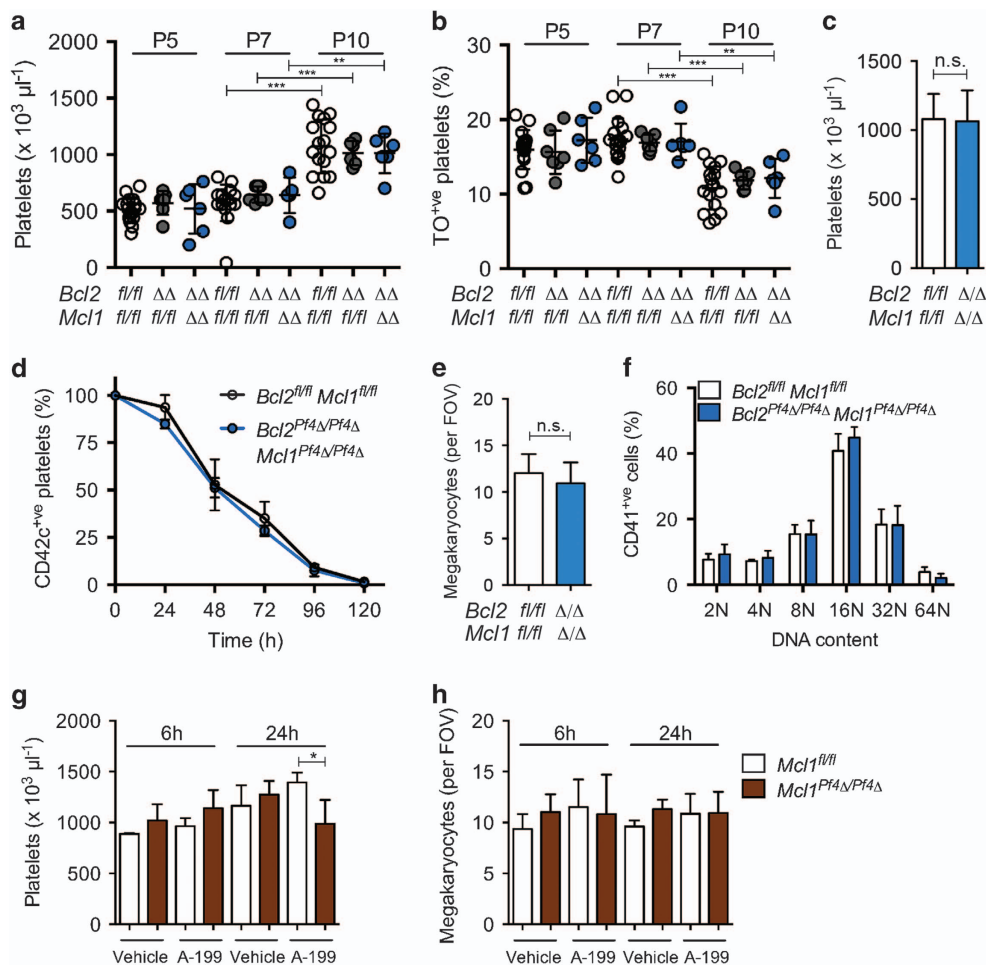 a
P5 P7 P10
** 
***
***
Platelets (x 10³ µl⁻¹)
2000
1500
1000
500
0
Bcl2 fl/fl ΔΔ ΔΔ fl/fl ΔΔ ΔΔ fl/fl ΔΔ ΔΔ
Mcl1 fl/fl fl/fl ΔΔ fl/fl fl/fl ΔΔ fl/fl fl/fl ΔΔ
b
P5 P7 P10
**
***
***
TO⁺ᵛᵉ platelets (%)
30
20
10
0
Bcl2 fl/fl ΔΔ ΔΔ fl/fl ΔΔ ΔΔ fl/fl ΔΔ ΔΔ
Mcl1 fl/fl fl/fl ΔΔ fl/fl fl/fl ΔΔ fl/fl fl/fl ΔΔ
c
n.s.
Platelets (x 10³ µl⁻¹)
1500
1000
500
0
Bcl2 fl/fl Δ/Δ
Mcl1 fl/fl Δ/Δ
d
Bcl2ᶠˡ/ᶠˡ Mcl1ᶠˡ/ᶠˡ
Bcl2ᴾᶠ⁴Δ/ᴾᶠ⁴Δ
Mcl1ᴾᶠ⁴Δ/ᴾᶠ⁴Δ
CD42c⁺ᵛᵉ platelets (%)
100
75
50
25
0
0 24 48 72 96 120
Time (h)
e
n.s.
Megakaryocytes (per FOV)
20
15
10
5
0
Bcl2 fl/fl Δ/Δ
Mcl1 fl/fl Δ/Δ
f
Bcl2ᶠˡ/ᶠˡ Mcl1ᶠˡ/ᶠˡ
Bcl2ᴾᶠ⁴Δ/ᴾᶠ⁴Δ Mcl1ᴾᶠ⁴Δ/ᴾᶠ⁴Δ
CD41⁺ᵛᵉ cells (%)
60
40
20
0
2N 4N 8N 16N 32N 64N
DNA content
g
6h 24h
*
Platelets (x 10³ µl⁻¹)
2000
1500
1000
500
0
Vehicle A-199 Vehicle A-199
h
6h 24h
Megakaryocytes (per FOV)
20
15
10
5
0
Vehicle A-199 Vehicle A-199
Mcl1ᶠˡ/ᶠˡ
Mcl1ᴾᶠ⁴Δ/ᴾᶠ⁴Δ